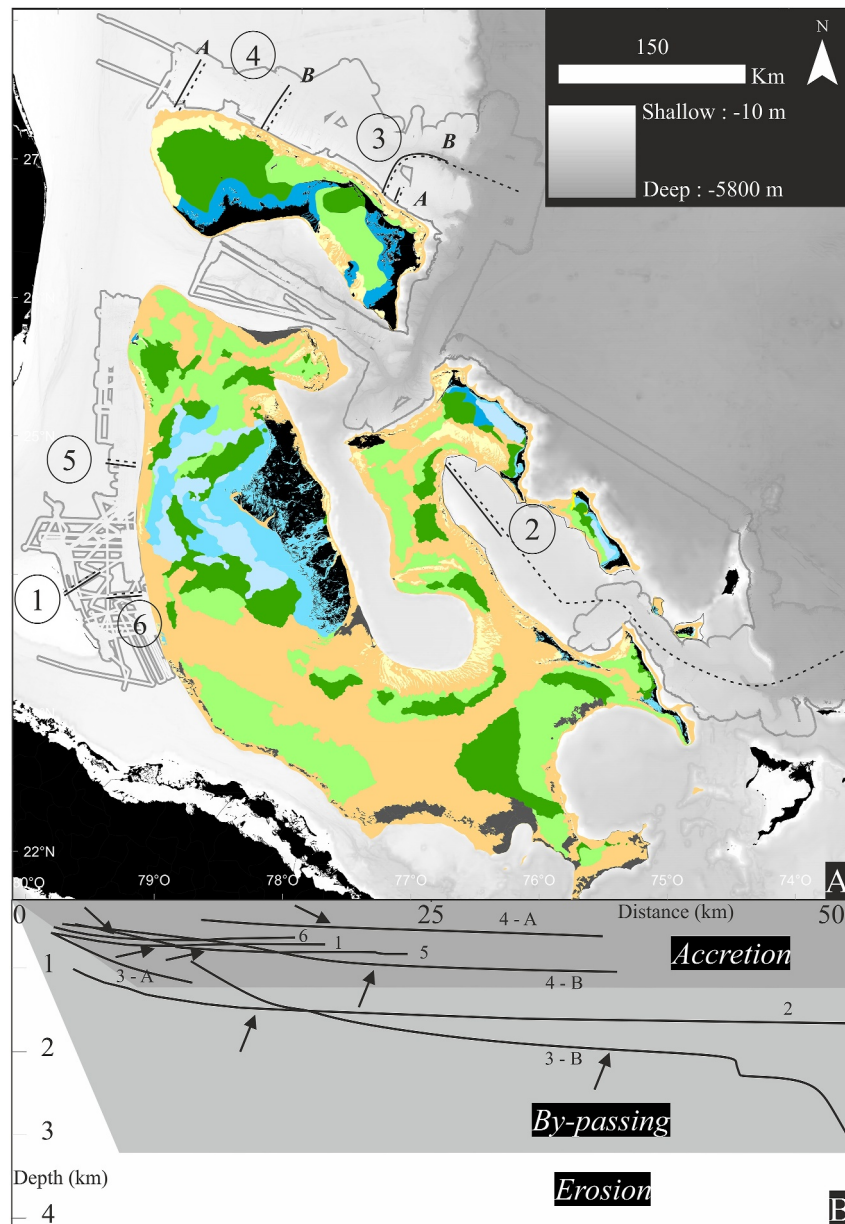 N
150
Km
Shallow : -10 m
Deep : -5800 m
A
4
B
3
B
A
27
5
2
1
6
22°N
79°O
78°O
77°O
76°O
75°O
74°O
A
0
25
Distance (km)
50
4 - A
6
1
5
Accretion
1
3 - A
4 - B
2
2
3 - B
By-passing
3
Depth (km)
Erosion
4
B